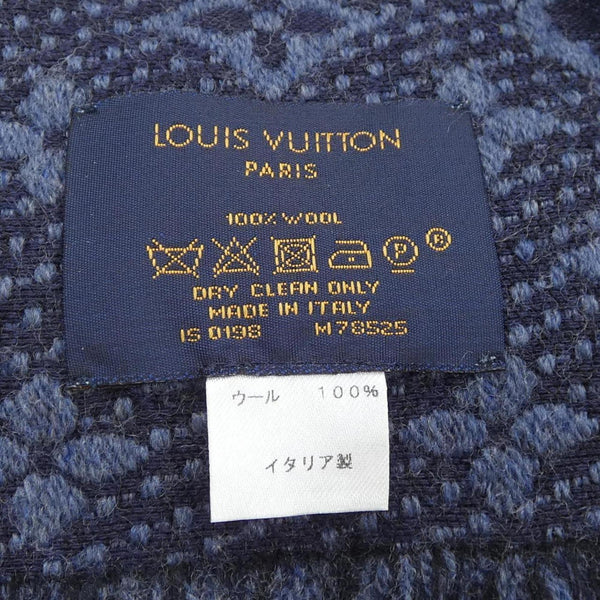 LOUIS VUITTON
PARIS
100% WOOL
P R
DRY CLEAN ONLY
MADE IN ITALY
IS 0198 M78525
ウール 100%
イタリア製